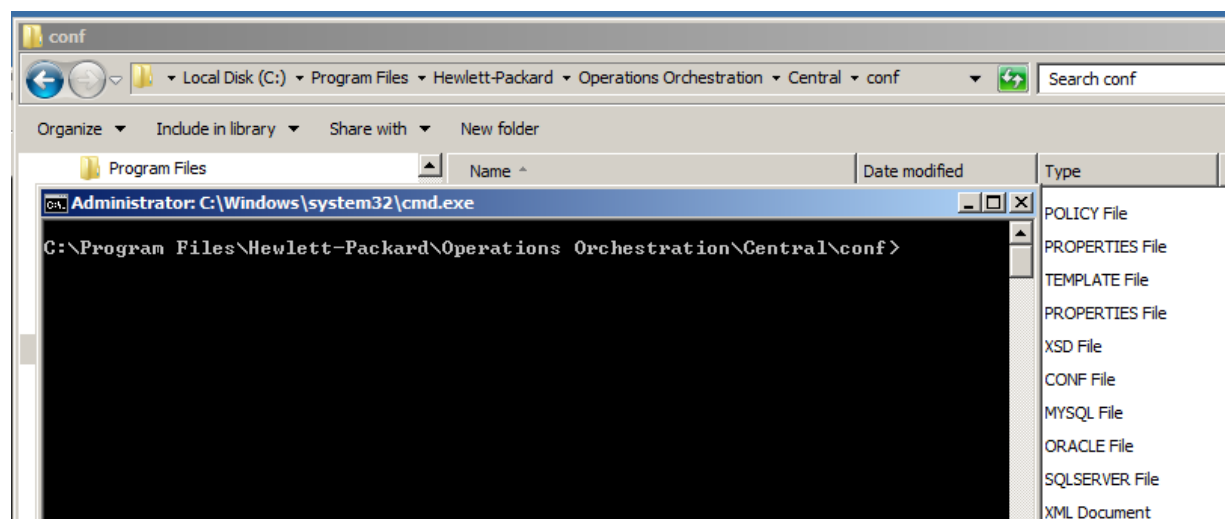 conf
Local Disk (C:) Program Files Hewlett-Packard Operations Orchestration Central conf Search conf
Organize Include in library Share with New folder
Program Files Name Date modified Type
Administrator: C:\Windows\system32\cmd.exe
POLICY File
C:\Program Files\Hewlett-Packard\Operations Orchestration\Central\conf>
PROPERTIES File
TEMPLATE File
PROPERTIES File
XSD File
CONF File
MYSQL File
ORACLE File
SQLSERVER File
XML Document